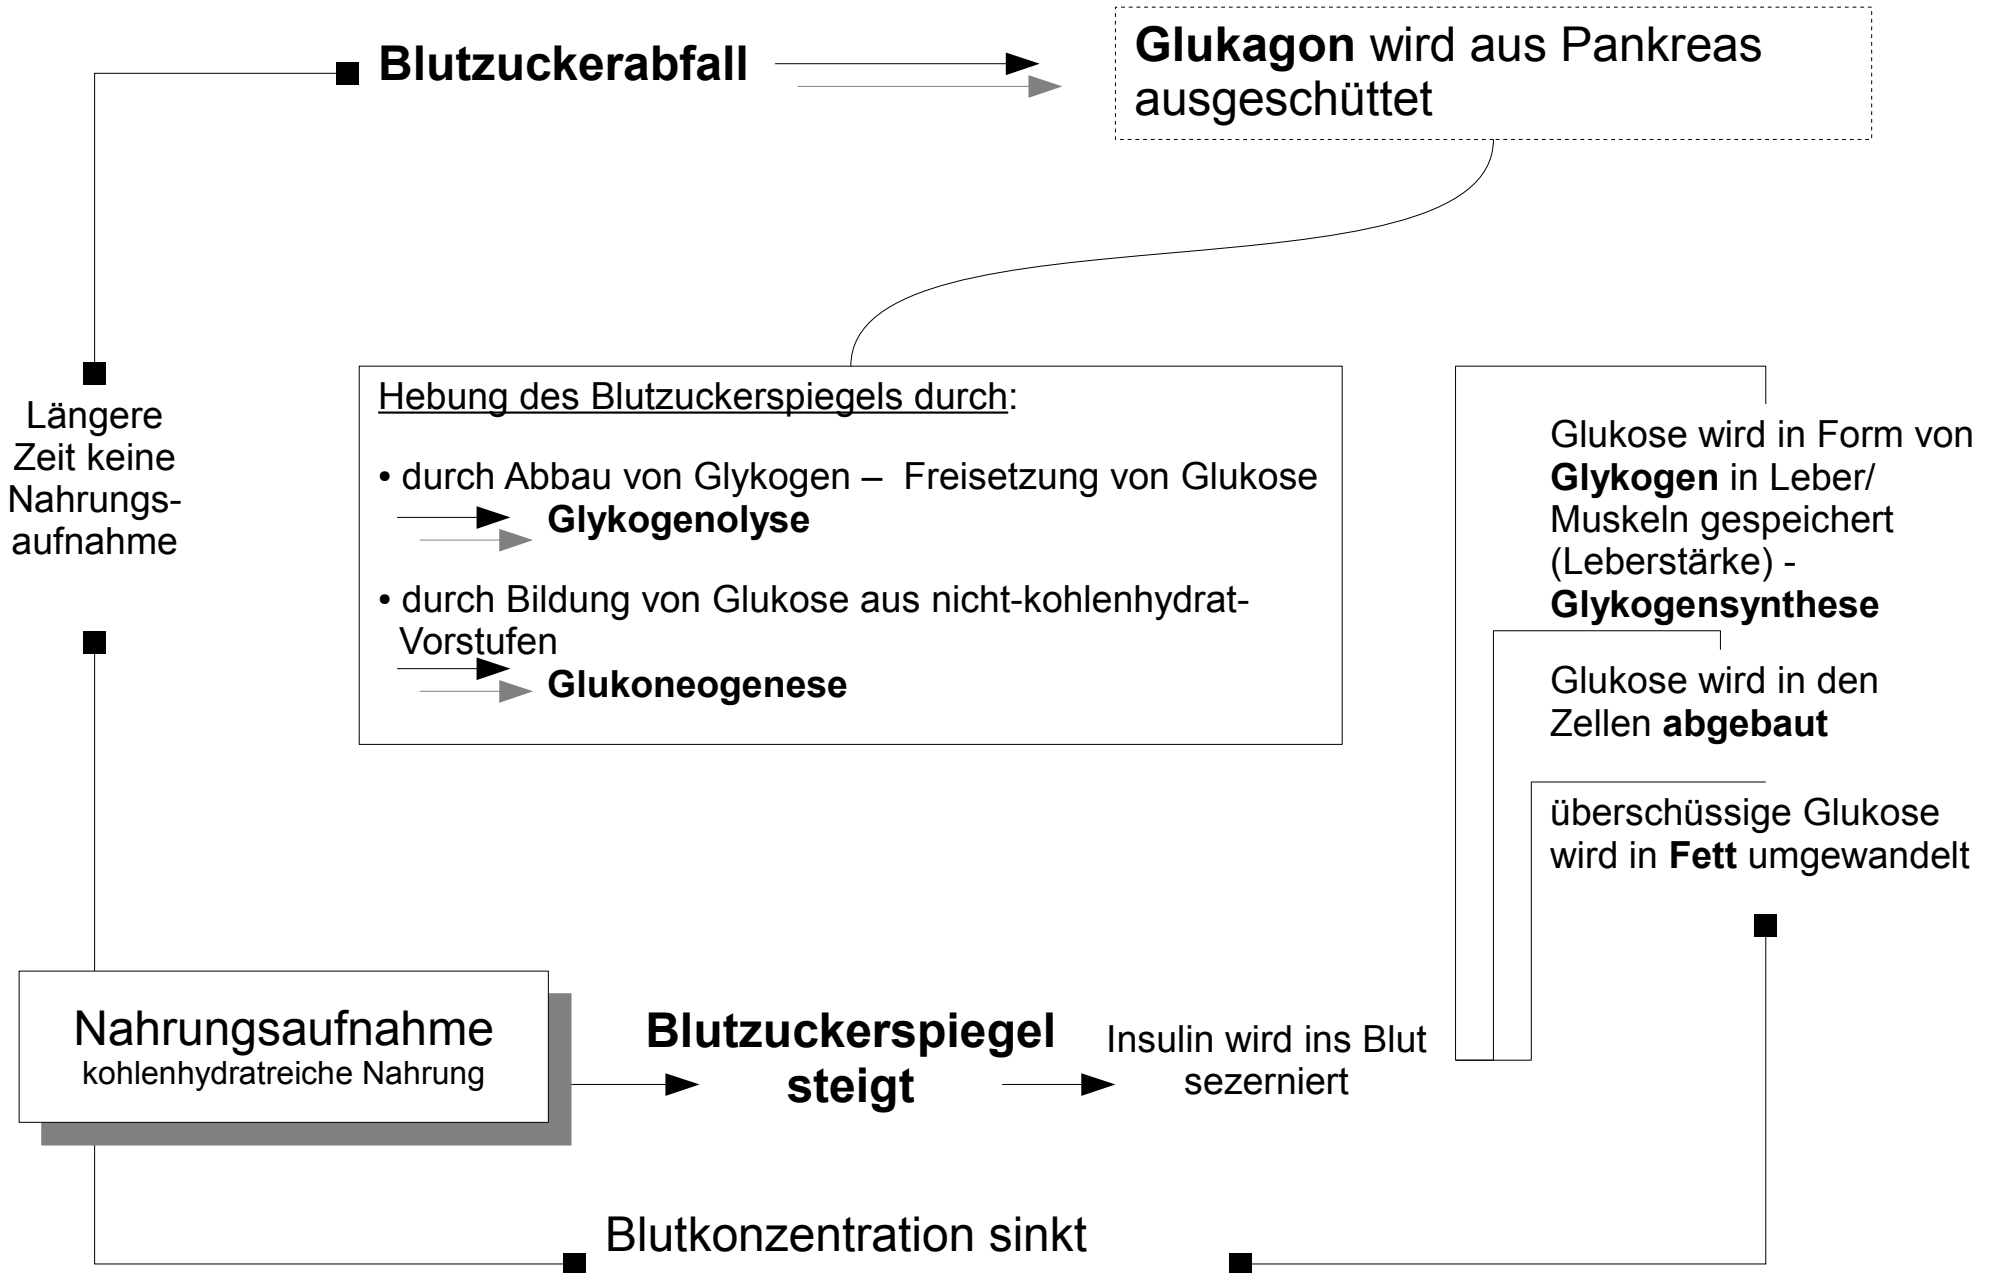 Blutzuckerabfall
Glukagon wird aus Pankreas
ausgeschüttet
Längere
Zeit keine
Nahrungs-
aufnahme
Hebung des Blutzuckerspiegels durch:
• durch Abbau von Glykogen – Freisetzung von Glukose
Glykogenolyse
• durch Bildung von Glukose aus nicht-kohlenhydrat-
Vorstufen
Glukoneogenese
Glukose wird in Form von
Glykogen in Leber/
Muskeln gespeichert
(Leberstärke) -
Glykogensynthese
Glukose wird in den
Zellen abgebaut
überschüssige Glukose
wird in Fett umgewandelt
Nahrungsaufnahme
kohlenhydratreiche Nahrung
Blutzuckerspiegel
steigt
Insulin wird ins Blut
sezerniert
Blutkonzentration sinkt